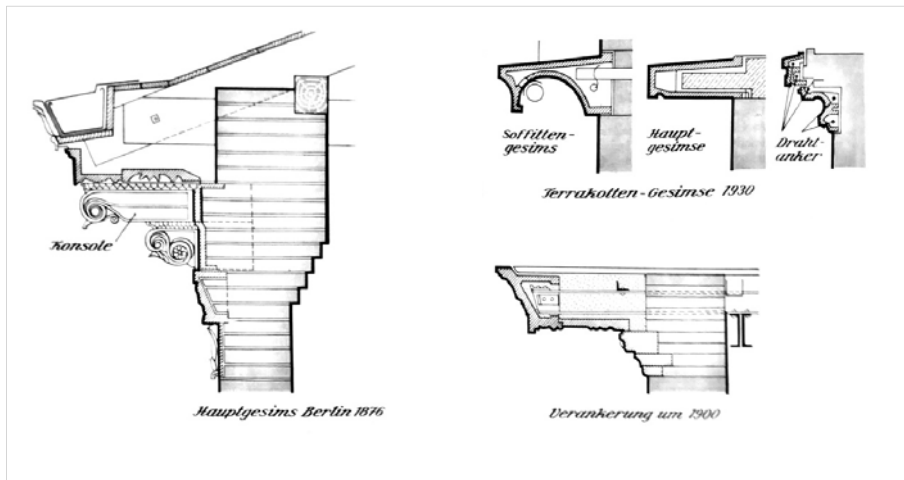 Konsole
Hauptgesims Berlin 1876
Soffitten-
gesims
Haupt-
gesimse
Draht-
anker
Terrakotten-Gesimse 1930
Verankerung um 1900